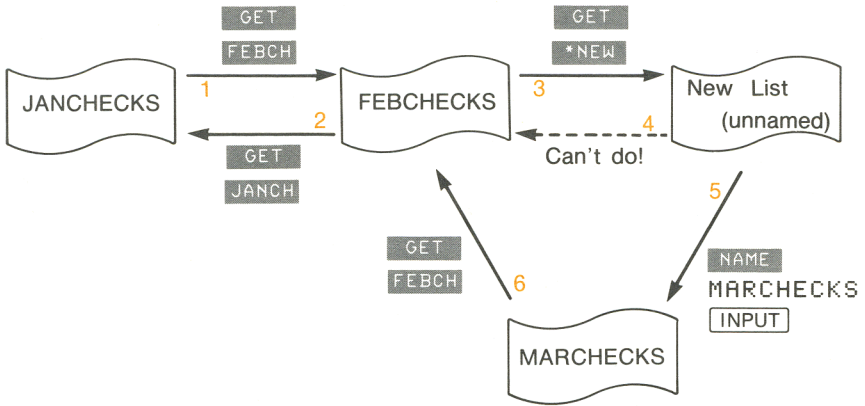 GET
FEBCH
1
GET
*NEW
3
JANCHECKS
FEBCHECKS
New List
(unnamed)
2
GET
JANCH
4
Can't do!
5
GET
FEBCH
6
NAME
MARCHECKS
INPUT
MARCHECKS